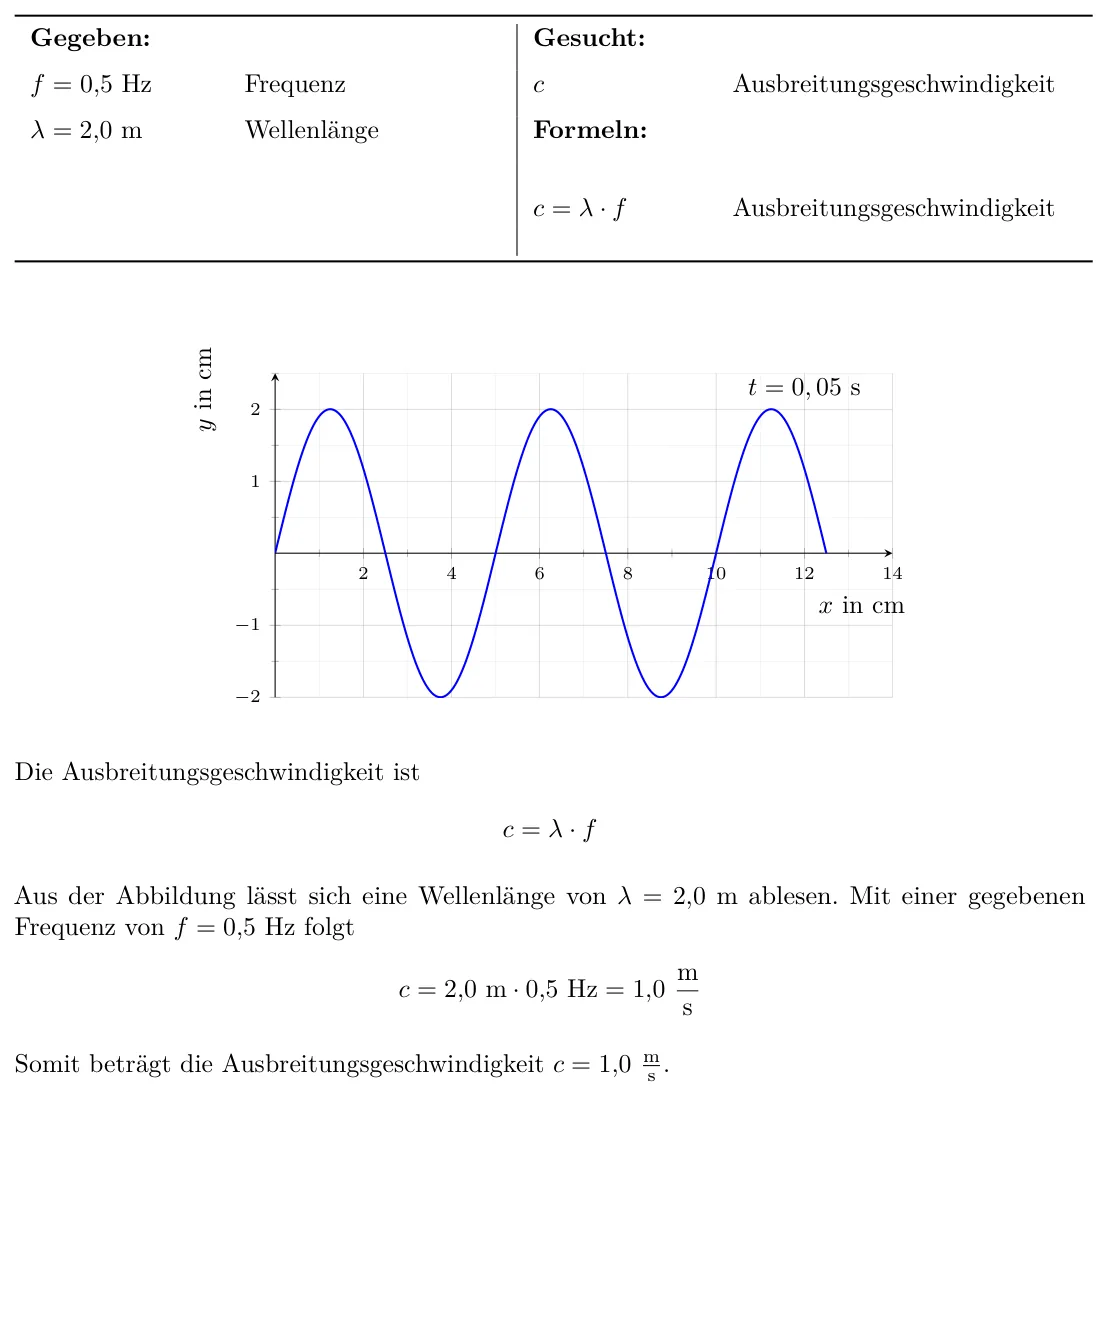 Gegeben: Gesucht:
f = 0,5 Hz Frequenz c Ausbreitungsgeschwindigkeit
λ = 2,0 m Wellenlänge Formeln:
c = λ · f Ausbreitungsgeschwindigkeit
y in cm
t = 0, 05 s
2
1
2 4 6 8 10 12 14
x in cm
−1
−2
Die Ausbreitungsgeschwindigkeit ist
c = λ · f
Aus der Abbildung lässt sich eine Wellenlänge von λ = 2,0 m ablesen. Mit einer gegebenen
Frequenz von f = 0,5 Hz folgt
c = 2,0 m · 0,5 Hz = 1,0 m/s
Somit beträgt die Ausbreitungsgeschwindigkeit c = 1,0 m/s.